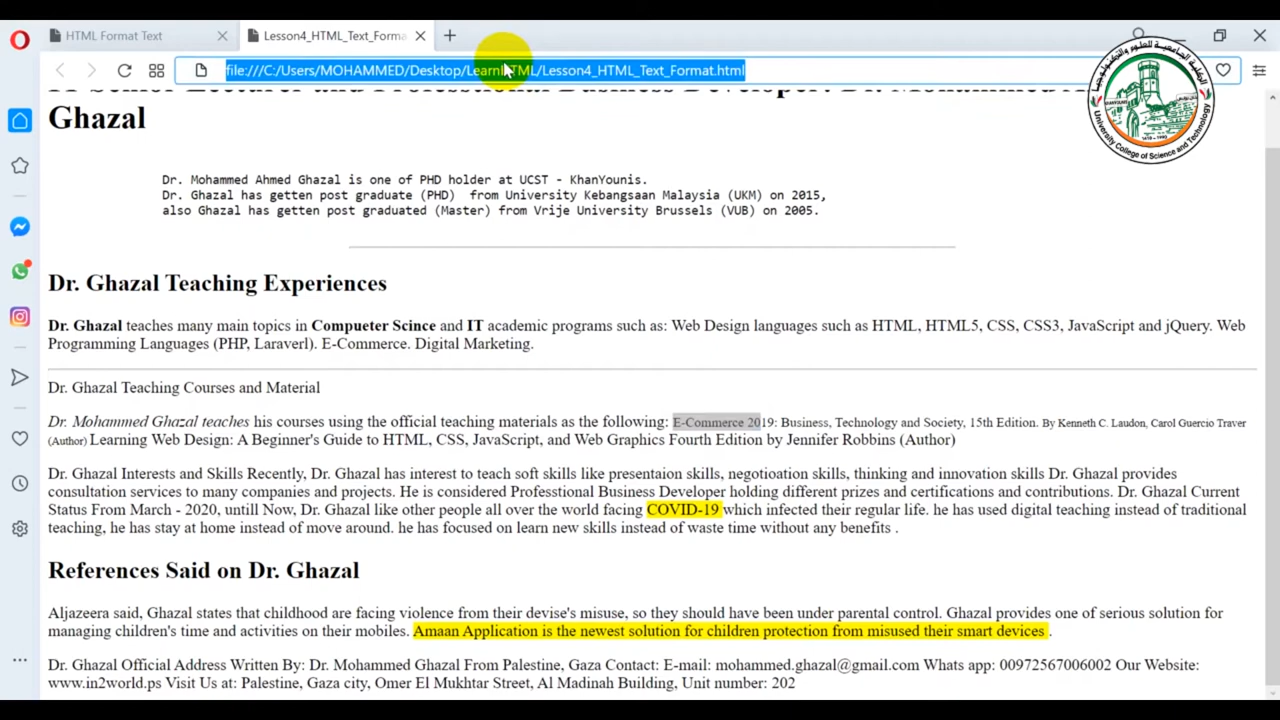 HTML Format Text
Lesson4_HTML_Text_Forma
file:///C:/Users/MOHAMMED/Desktop/LearnHTML/Lesson4_HTML_Text_Format.html
IT Senior Lecturer and Professtional Business Developer: Dr. Mohammed A
Ghazal
Dr. Mohammed Ahmed Ghazal is one of PHD holder at UCST - KhanYounis.
Dr. Ghazal has getten post graduate (PHD) from University Kebangsaan Malaysia (UKM) on 2015,
also Ghazal has getten post graduated (Master) from Vrije University Brussels (VUB) on 2005.
Dr. Ghazal Teaching Experiences
Dr. Ghazal teaches many main topics in Compueter Scince and IT academic programs such as: Web Design languages such as HTML, HTML5, CSS, CSS3, JavaScript and jQuery. Web
Programming Languages (PHP, Laraverl). E-Commerce. Digital Marketing.
Dr. Ghazal Teaching Courses and Material
Dr. Mohammed Ghazal teaches his courses using the official teaching materials as the following: E-Commerce 2019: Business, Technology and Society, 15th Edition. By Kenneth C. Laudon, Carol Guercio Traver
(Author) Learning Web Design: A Beginner's Guide to HTML, CSS, JavaScript, and Web Graphics Fourth Edition by Jennifer Robbins (Author)
Dr. Ghazal Interests and Skills Recently, Dr. Ghazal has interest to teach soft skills like presentaion skills, negotioation skills, thinking and innovation skills Dr. Ghazal provides
consultation services to many companies and projects. He is considered Professtional Business Developer holding different prizes and certifications and contributions. Dr. Ghazal Current
Status From March - 2020, untill Now, Dr. Ghazal like other people all over the world facing COVID-19 which infected their regular life. he has used digital teaching instead of traditional
teaching, he has stay at home instead of move around. he has focused on learn new skills instead of waste time without any benefits .
References Said on Dr. Ghazal
Aljazeera said, Ghazal states that childhood are facing violence from their devise's misuse, so they should have been under parental control. Ghazal provides one of serious solution for
managing children's time and activities on their mobiles. Amaan Application is the newest solution for children protection from misused their smart devices .
Dr. Ghazal Official Address Written By: Dr. Mohammed Ghazal From Palestine, Gaza Contact: E-mail: mohammed.ghazal@gmail.com Whats app: 00972567006002 Our Website:
www.in2world.ps Visit Us at: Palestine, Gaza city, Omer El Mukhtar Street, Al Madinah Building, Unit number: 202
University College of Science and Technology